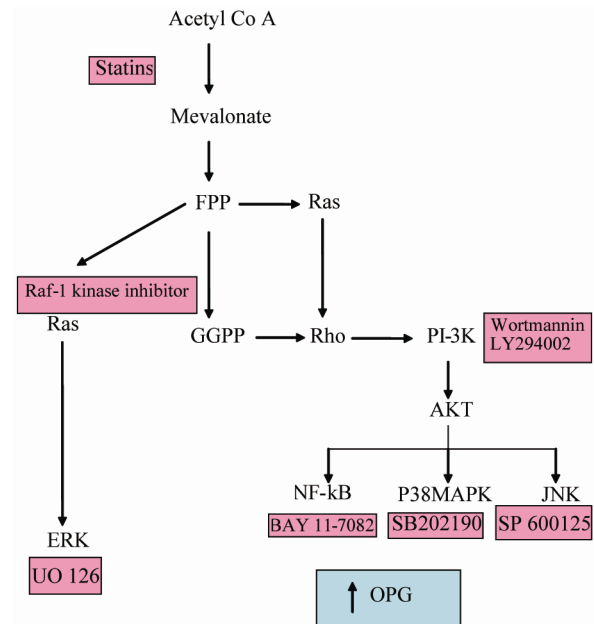 Acetyl Co A
Statins
Mevalonate
FPP
Ras
Raf-1 kinase inhibitor
Ras
GGPP
Rho
PI-3K
Wortmannin
LY294002
AKT
NF-kB
P38MAPK
JNK
BAY 11-7082
SB202190
SP 600125
ERK
UO 126
OPG